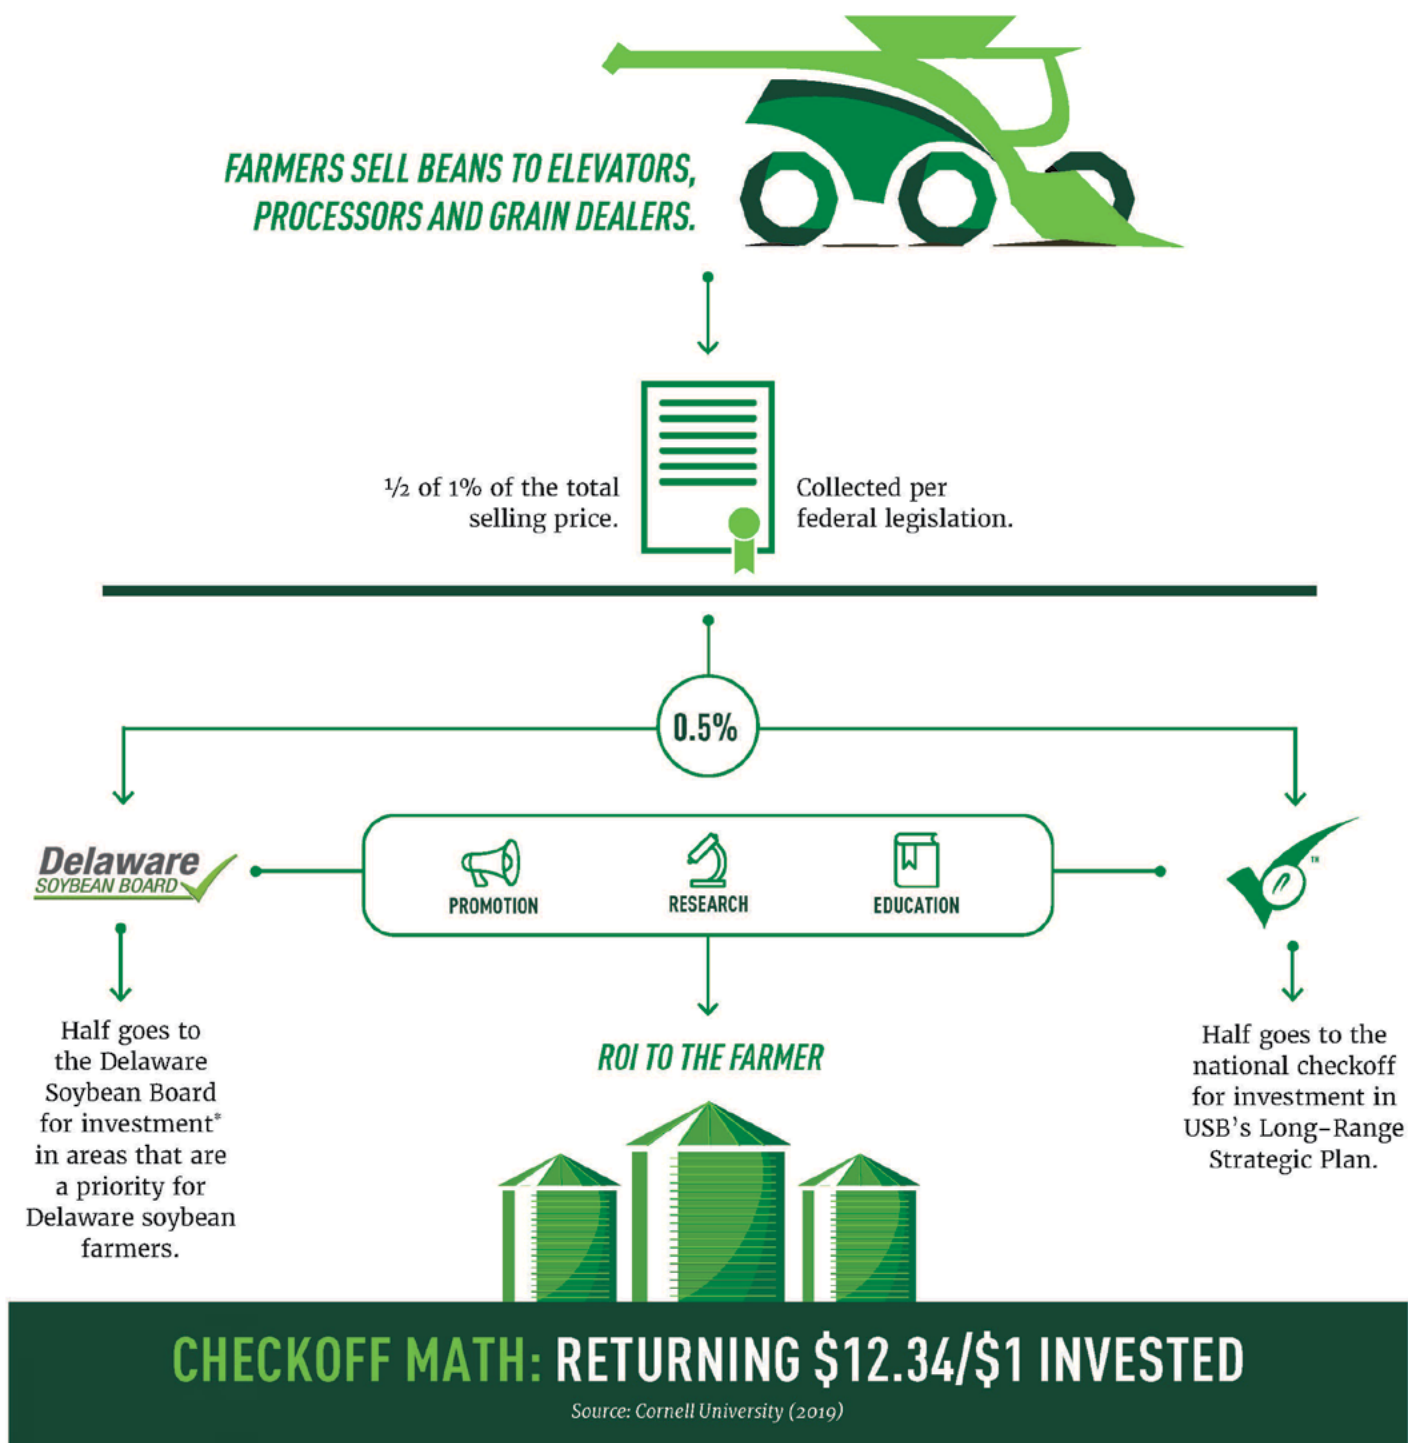 FARMERS SELL BEANS TO ELEVATORS,
PROCESSORS AND GRAIN DEALERS.
½ of 1% of the total
selling price.
Collected per
federal legislation.
0.5%
Delaware
SOYBEAN BOARD
PROMOTION
RESEARCH
EDUCATION
TM
Half goes to
the Delaware
Soybean Board
for investment*
in areas that are
a priority for
Delaware soybean
farmers.
ROI TO THE FARMER
Half goes to the
national checkoff
for investment in
USB's Long-Range
Strategic Plan.
CHECKOFF MATH: RETURNING $12.34/$1 INVESTED
Source: Cornell University (2019)